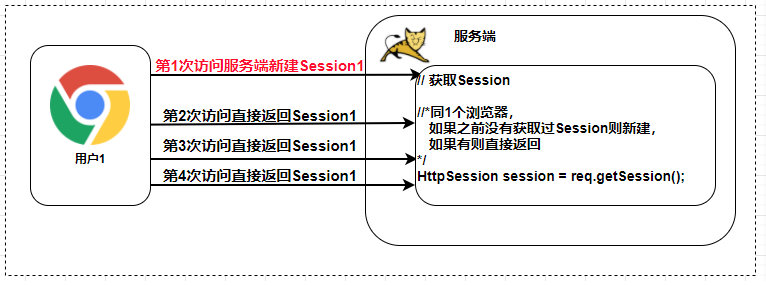 服务端
第1次访问服务端新建Session1
// 获取Session
第2次访问直接返回Session1
//*同1个浏览器，
如果之前没有获取过Session则新建，
如果有则直接返回
第3次访问直接返回Session1
*/
用户1
第4次访问直接返回Session1
HttpSession session = req.getSession();